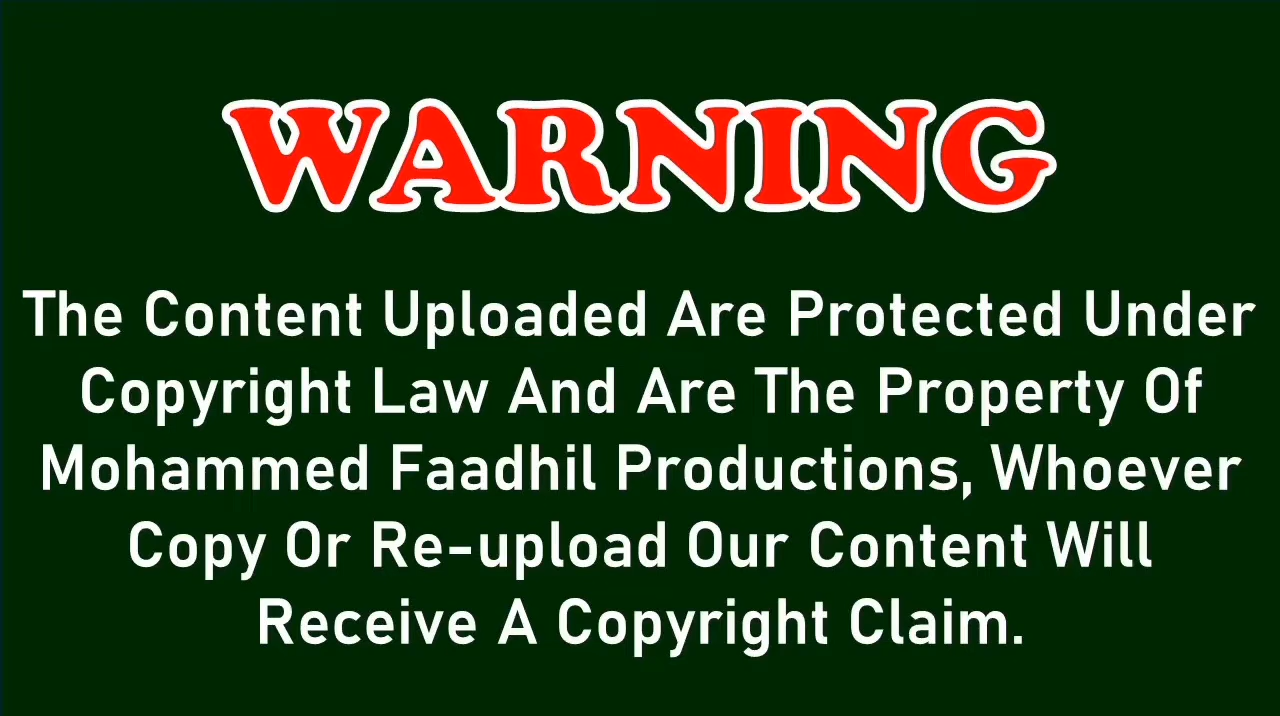 WARNING
The Content Uploaded Are Protected Under
Copyright Law And Are The Property Of
Mohammed Faadhil Productions, Whoever
Copy Or Re-upload Our Content Will
Receive A Copyright Claim.